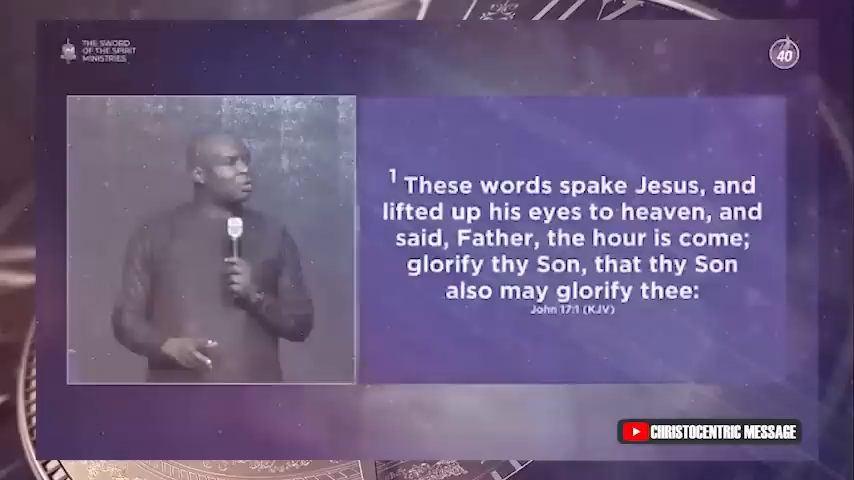 THE SWORD
OF THE SPIRIT
MINISTRIES
40
1 These words spake Jesus, and
lifted up his eyes to heaven, and
said, Father, the hour is come;
glorify thy Son, that thy Son
also may glorify thee:
John 17:1 (KJV)
CHRISTOCENTRIC MESSAGE